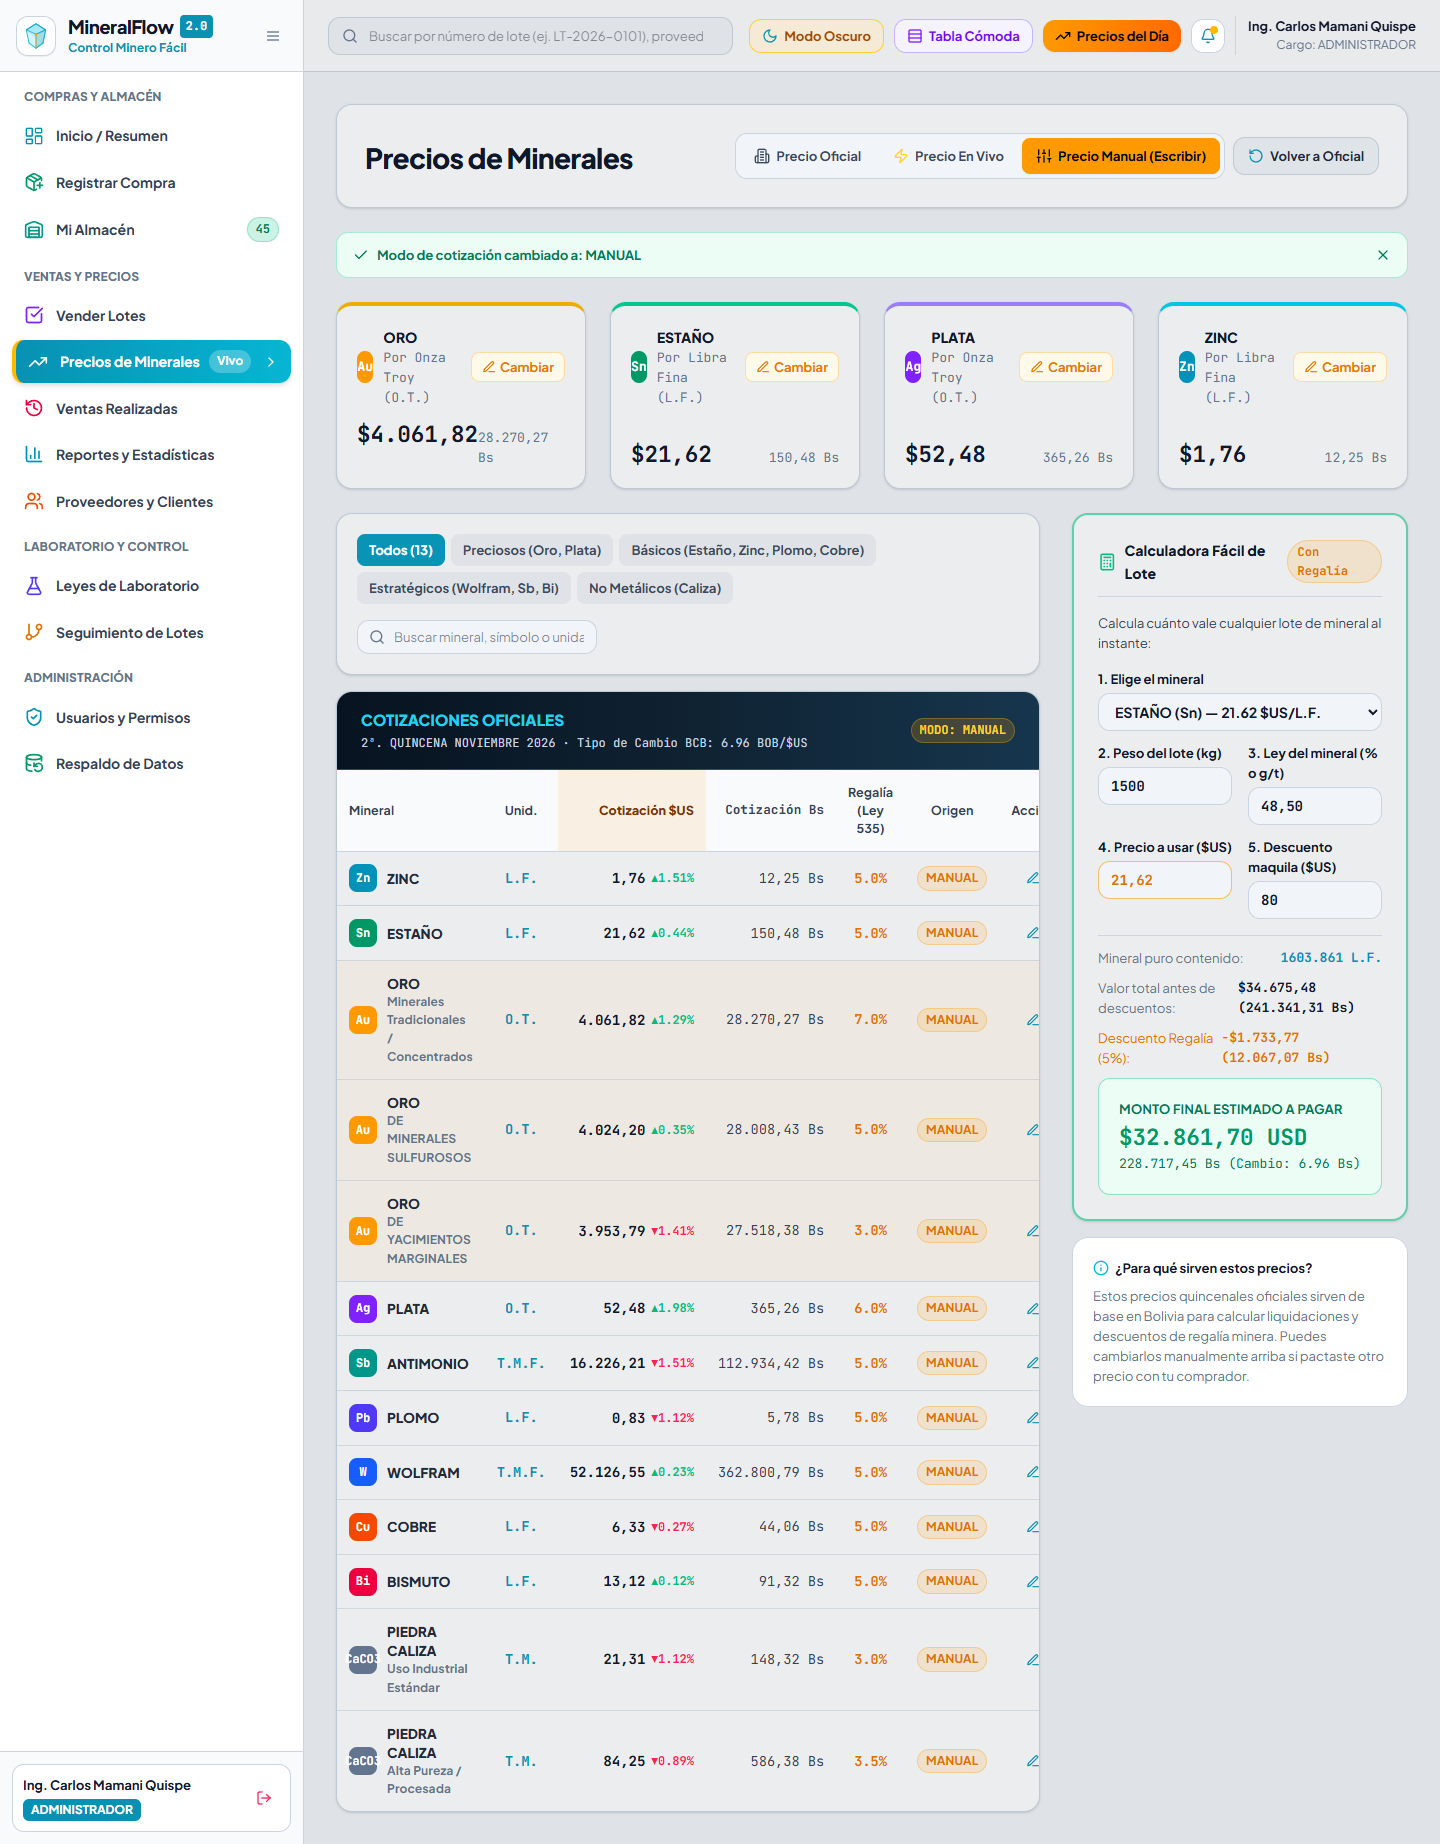 MineralFlow 2.0
Control Minero Fácil
Buscar por número de lote (ej. LT-2026-0101), proveed
Modo Oscuro
Tabla Cómoda
Precios del Día
Ing. Carlos Mamani Quispe
Cargo: ADMINISTRADOR
COMPRAS Y ALMACÉN
Inicio / Resumen
Registrar Compra
Mi Almacén 45
VENTAS Y PRECIOS
Vender Lotes
Precios de Minerales Vivo
Ventas Realizadas
Reportes y Estadísticas
Proveedores y Clientes
LABORATORIO Y CONTROL
Leyes de Laboratorio
Seguimiento de Lotes
ADMINISTRACIÓN
Usuarios y Permisos
Respaldo de Datos
Ing. Carlos Mamani Quispe
ADMINISTRADOR
Precios de Minerales
Precio Oficial
Precio En Vivo
Precio Manual (Escribir)
Volver a Oficial
Modo de cotización cambiado a: MANUAL
Au
ORO
Por Onza
Troy
(O.T.)
Cambiar
$4.061,82 28.270,27
Bs
Sn
ESTAÑO
Por Libra
Fina
(L.F.)
Cambiar
$21,62 150,48 Bs
Ag
PLATA
Por Onza
Troy
(O.T.)
Cambiar
$52,48 365,26 Bs
Zn
ZINC
Por Libra
Fina
(L.F.)
Cambiar
$1,76 12,25 Bs
Todos (13)
Preciosos (Oro, Plata)
Básicos (Estaño, Zinc, Plomo, Cobre)
Estratégicos (Wolfram, Sb, Bi)
No Metálicos (Caliza)
Buscar mineral, símbolo o unida
COTIZACIONES OFICIALES
2ª. QUINCENA NOVIEMBRE 2026 · Tipo de Cambio BCB: 6.96 BOB/$US
MODO: MANUAL
Mineral Unid. Cotización $US Cotización Bs Regalía (Ley 535) Origen Acci
Zn ZINC L.F. 1,76 ▲1.51% 12,25 Bs 5.0% MANUAL
Sn ESTAÑO L.F. 21,62 ▲0.44% 150,48 Bs 5.0% MANUAL
Au ORO Minerales Tradicionales / Concentrados O.T. 4.061,82 ▲1.29% 28.270,27 Bs 7.0% MANUAL
Au ORO DE MINERALES SULFUROSOS O.T. 4.024,20 ▲0.35% 28.008,43 Bs 5.0% MANUAL
Au ORO DE YACIMIENTOS MARGINALES O.T. 3.953,79 ▼1.41% 27.518,38 Bs 3.0% MANUAL
Ag PLATA O.T. 52,48 ▲1.98% 365,26 Bs 6.0% MANUAL
Sb ANTIMONIO T.M.F. 16.226,21 ▼1.51% 112.934,42 Bs 5.0% MANUAL
Pb PLOMO L.F. 0,83 ▼1.12% 5,78 Bs 5.0% MANUAL
W WOLFRAM T.M.F. 52.126,55 ▲0.23% 362.800,79 Bs 5.0% MANUAL
Cu COBRE L.F. 6,33 ▼0.27% 44,06 Bs 5.0% MANUAL
Bi BISMUTO L.F. 13,12 ▲0.12% 91,32 Bs 5.0% MANUAL
CaCO3 PIEDRA CALIZA Uso Industrial Estándar T.M. 21,31 ▼1.12% 148,32 Bs 3.0% MANUAL
CaCO3 PIEDRA CALIZA Alta Pureza / Procesada T.M. 84,25 ▼0.89% 586,38 Bs 3.5% MANUAL
Calculadora Fácil de
Lote
Con
Regalía
Calcula cuánto vale cualquier lote de mineral al
instante:
1. Elige el mineral
ESTAÑO (Sn) — 21.62 $US/L.F.
2. Peso del lote (kg)
1500
3. Ley del mineral (%
o g/t)
48,50
4. Precio a usar ($US)
21,62
5. Descuento
maquila ($US)
80
Mineral puro contenido: 1603.861 L.F.
Valor total antes de descuentos: $34.675,48 (241.341,31 Bs)
Descuento Regalía (5%): -$1.733,77 (12.067,07 Bs)
MONTO FINAL ESTIMADO A PAGAR
$32.861,70 USD
228.717,45 Bs (Cambio: 6.96 Bs)
¿Para qué sirven estos precios?
Estos precios quincenales oficiales sirven de
base en Bolivia para calcular liquidaciones y
descuentos de regalía minera. Puedes
cambiarlos manualmente arriba si pactaste otro
precio con tu comprador.